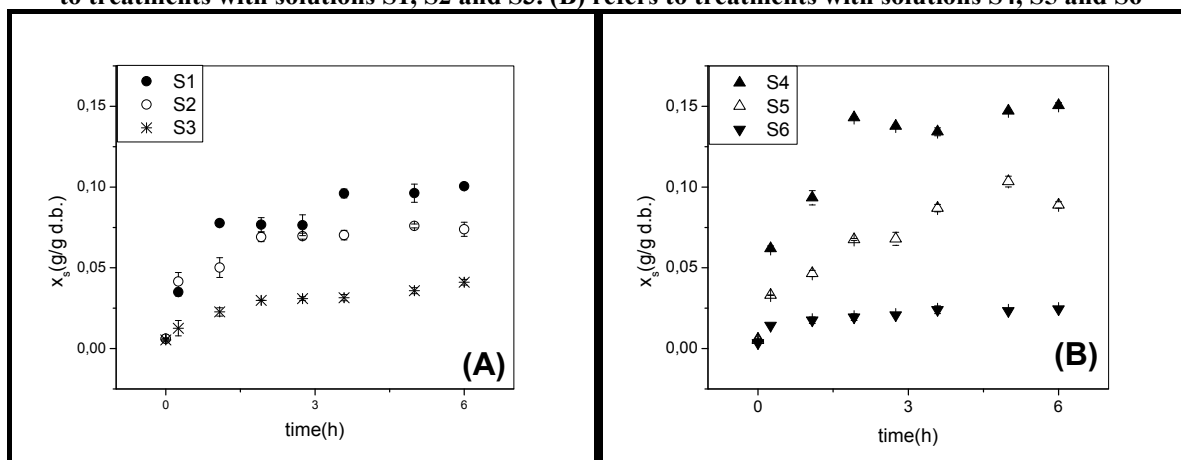 to treatments with solutions S1, S2 and S3. (B) refers to treatments with solutions S4, S5 and S6
S1
S2
S3
0,15
0,10
0,05
0,00
x_s(g/g d.b.)
0
3
6
time(h)
(A)
S4
S5
S6
0,15
0,10
0,05
0,00
x_s(g/g d.b.)
0
3
6
time(h)
(B)